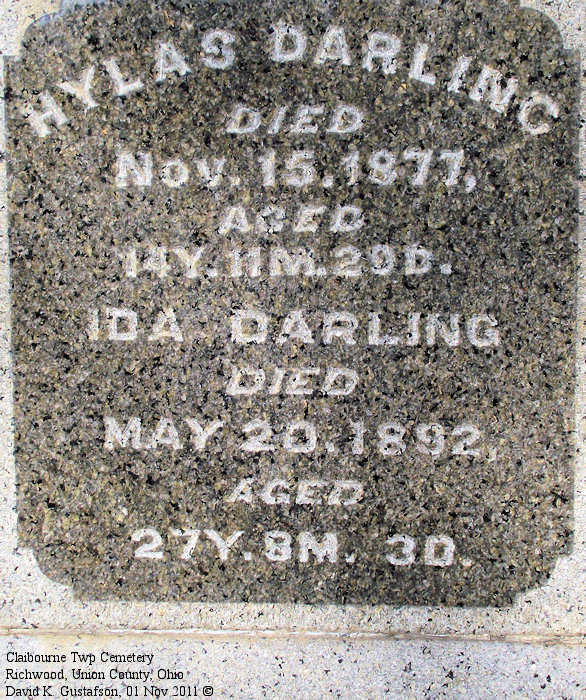 HYLAS DARLING
DIED
Nov. 15. 1877,
AGED
14Y. 11M. 29D.
IDA DARLING
DIED
MAY 20. 1892,
AGED
27Y. 8M. 3D.
Claibourne Twp Cemetery
Richwood, Union County, Ohio
David K. Gustafson, 01 Nov 2011 ©